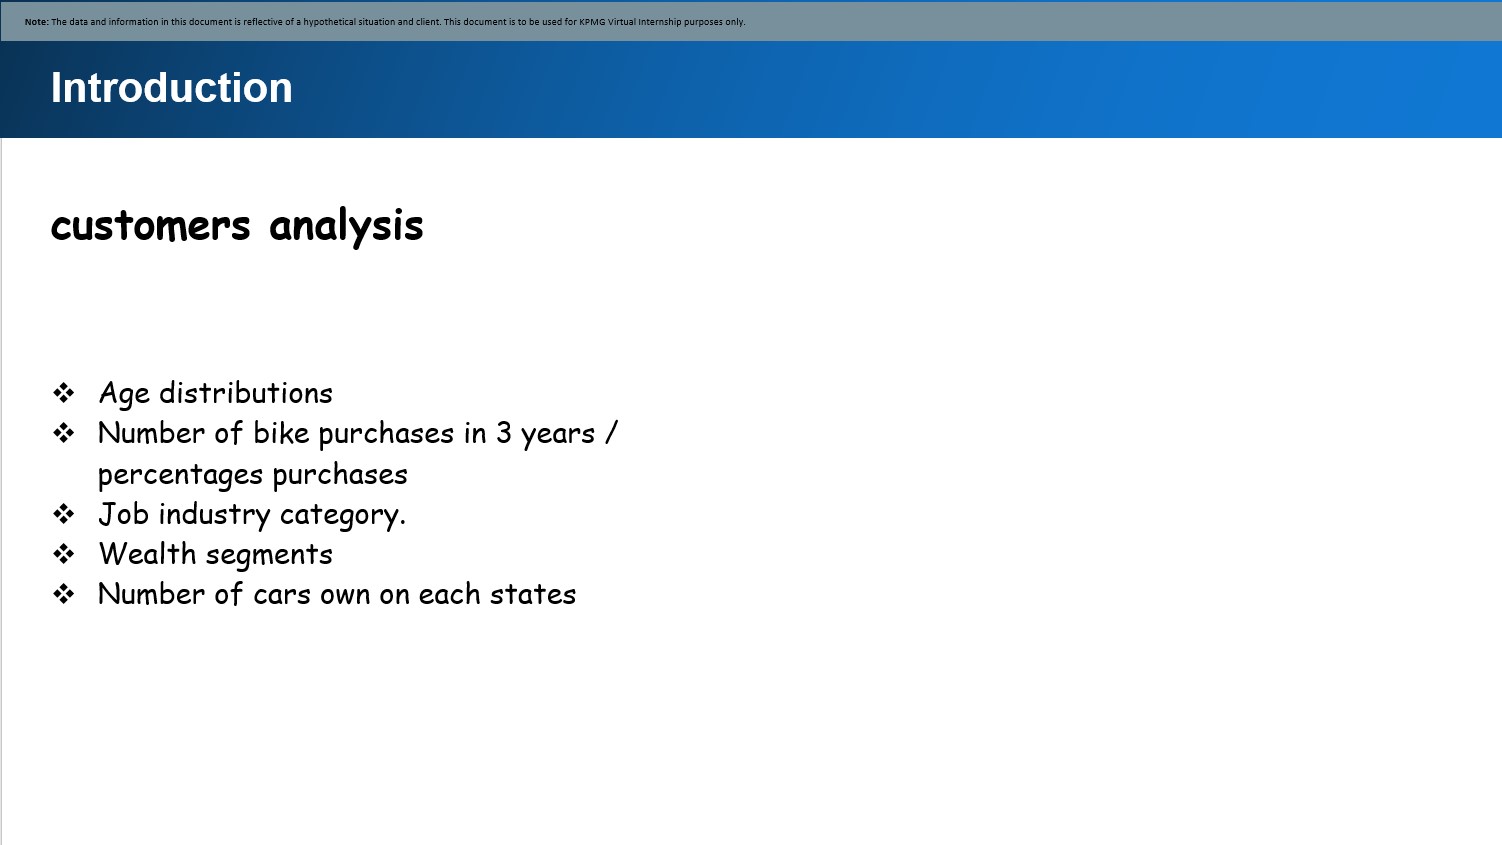 Note: The data and information in this document is reflective of a hypothetical situation and client. This document is to be used for KPMG Virtual Internship purposes only.
Introduction
customers analysis
❖ Age distributions
❖ Number of bike purchases in 3 years /
percentages purchases
❖ Job industry category.
❖ Wealth segments
❖ Number of cars own on each states